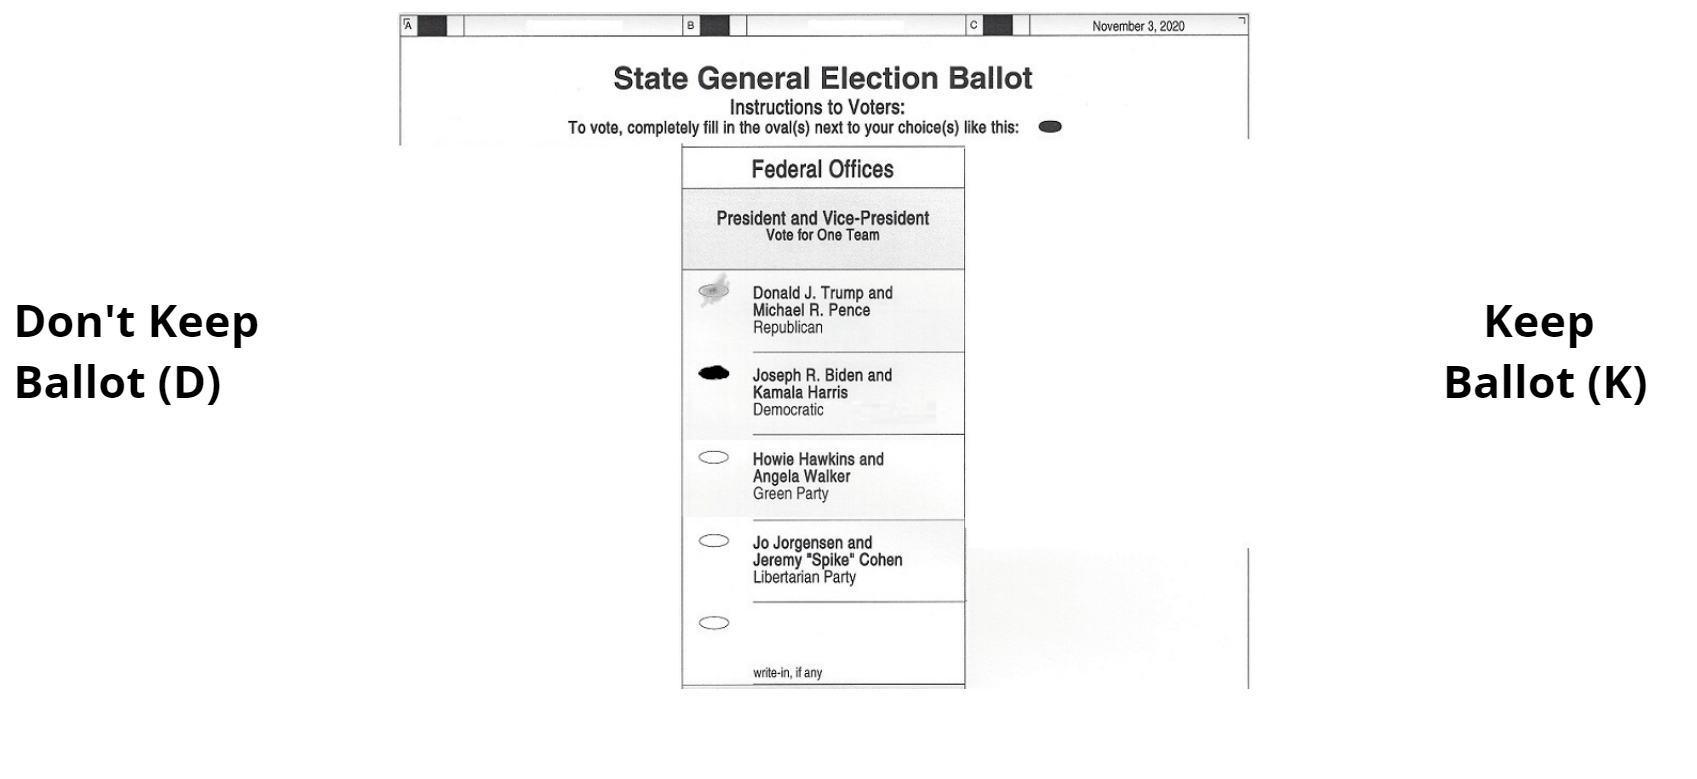 A
B
C
November 3, 2020
State General Election Ballot
Instructions to Voters:
To vote, completely fill in the oval(s) next to your choice(s) like this:
Federal Offices
President and Vice-President
Vote for One Team
Donald J. Trump and
Michael R. Pence
Republican
Joseph R. Biden and
Kamala Harris
Democratic
Howie Hawkins and
Angela Walker
Green Party
Jo Jorgensen and
Jeremy "Spike" Cohen
Libertarian Party
write-in, if any
Don't Keep
Ballot (D)
Keep
Ballot (K)